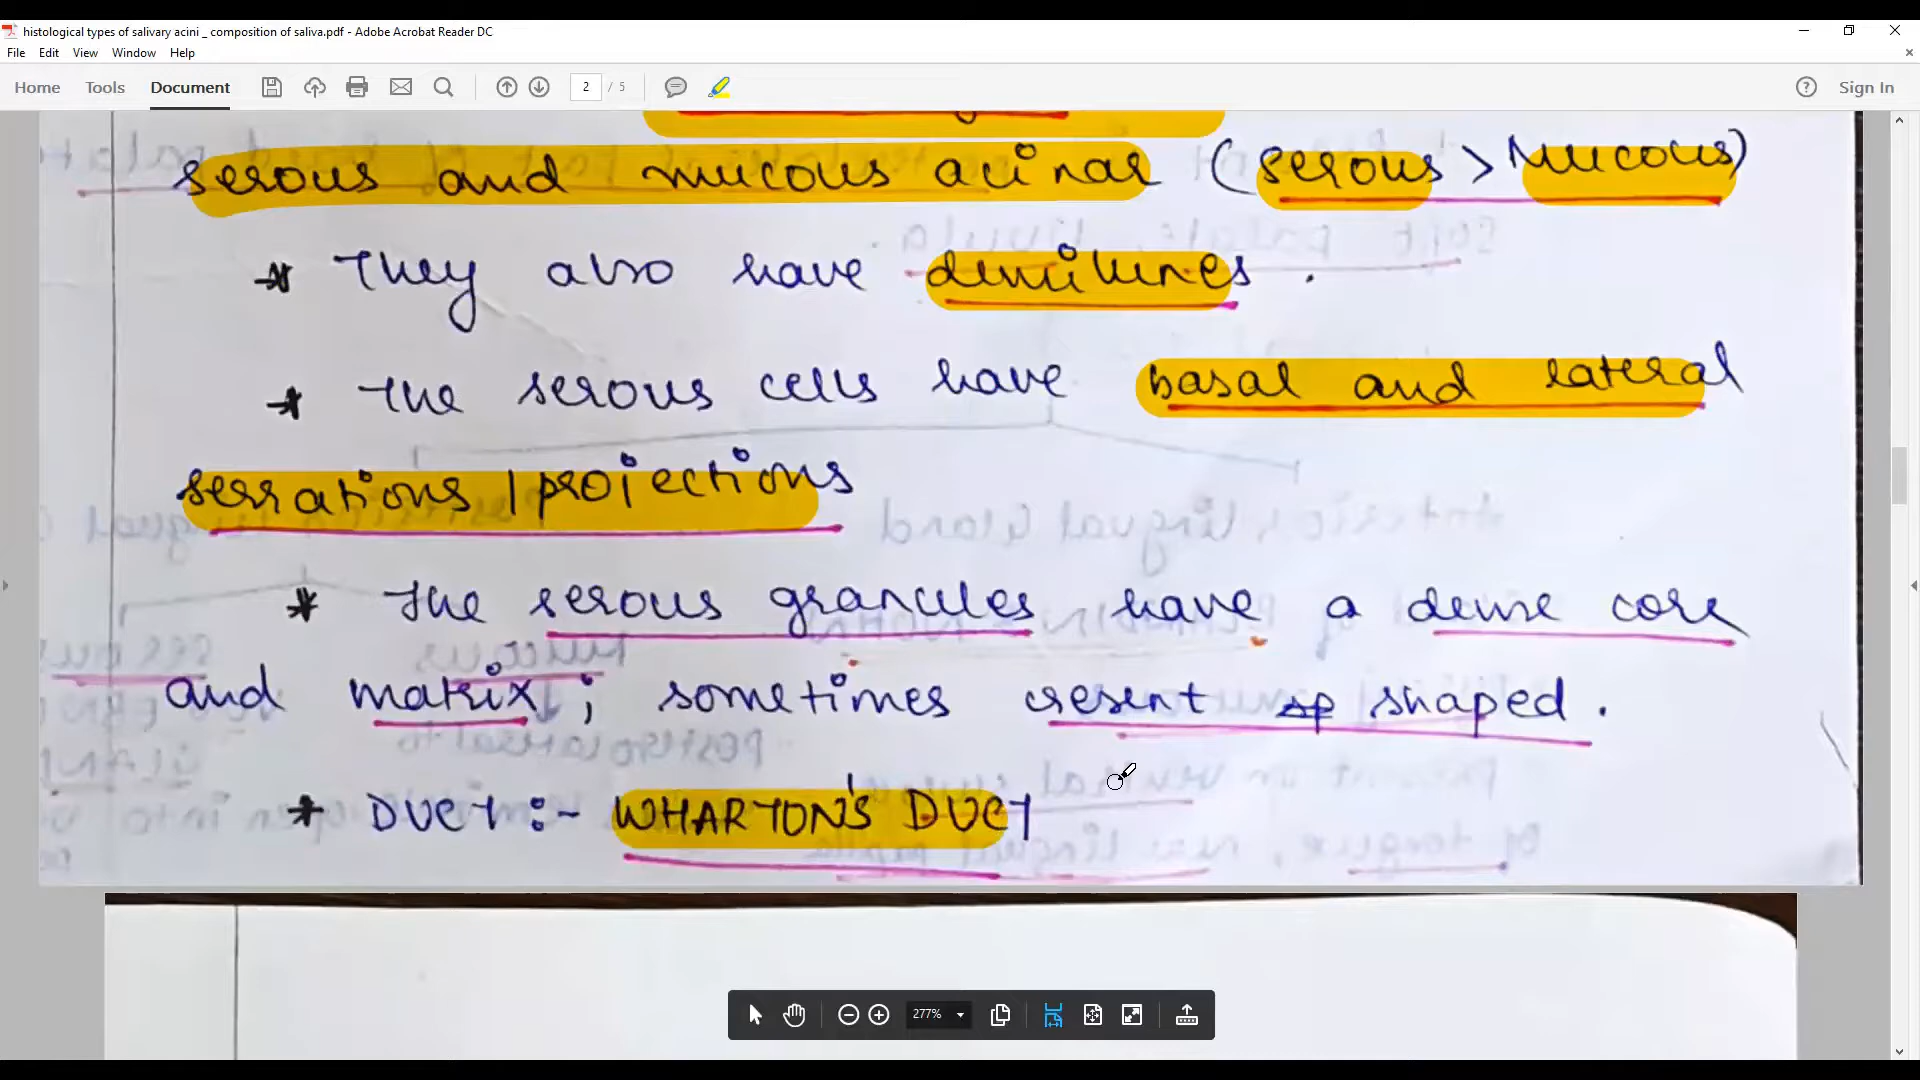 histological types of salivary acini _ composition of saliva.pdf - Adobe Acrobat Reader DC
File Edit View Window Help
Home Tools Document 2 / 5 Sign In
serous and mucous acinar (serous > Mucous)
* They also have demilunes .
* The serous cells have basal and lateral
serrations / projections
* The serous granules have a dense core
and matrix ; sometimes cresent sp shaped .
* DUCT :- WHARTON'S DUCT
277%